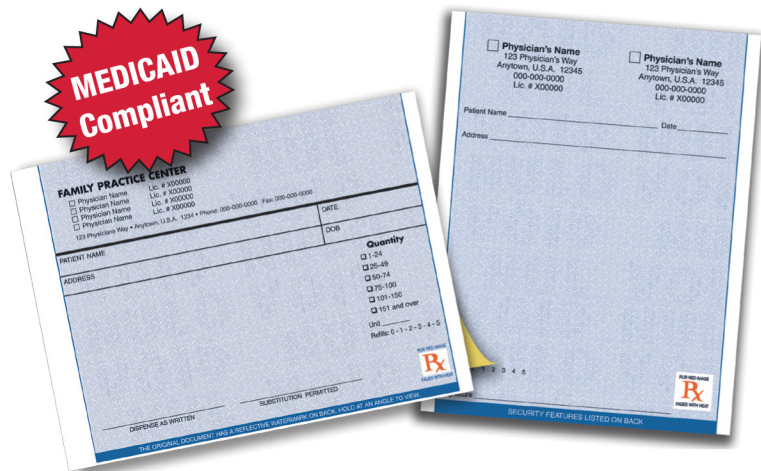 MEDICAID
Compliant
FAMILY PRACTICE CENTER
Physician Name Lic. # X00000
Physician Name Lic. # X00000
Physician Name Lic. # X00000
Physician Name Lic. # X00000
123 Physicians Way • Anytown, U.S.A. 1234 • Phone: 000-000-0000 Fax: 000-000-0000
PATIENT NAME DATE
ADDRESS DOB
Quantity
1-24
25-49
50-74
75-100
101-150
151 and over
Unit
Refills: 0 - 1 - 2 - 3 - 4 - 5
RUB RED IMAGE
Rx
FADES WITH HEAT
DISPENSE AS WRITTEN SUBSTITUTION PERMITTED
THE ORIGINAL DOCUMENT HAS A REFLECTIVE WATERMARK ON BACK. HOLD AT AN ANGLE TO VIEW.
Physician's Name
123 Physician's Way
Anytown, U.S.A. 12345
000-000-0000
Lic. # X00000
Physician's Name
123 Physician's Way
Anytown, U.S.A. 12345
000-000-0000
Lic. # X00000
Patient Name Date
Address
2 3 4 5
RUB RED IMAGE
Rx
FADES WITH HEAT
SECURITY FEATURES LISTED ON BACK